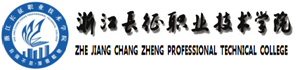 浙江长征职业技术学院
ZHE JIANG CHANG ZHENG PROFESSIONAL TECHNICAL COLLEGE